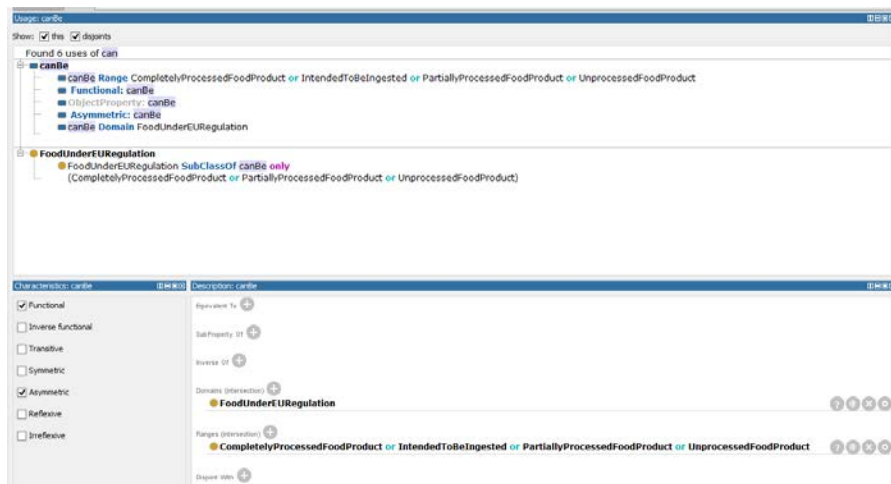 Usage: canBe
Show: this disjoints
Found 6 uses of can
canBe
canBe Range CompletelyProcessedFoodProduct or IntendedToBeIngested or PartiallyProcessedFoodProduct or UnprocessedFoodProduct
Functional: canBe
ObjectProperty: canBe
Asymmetric: canBe
canBe Domain FoodUnderEURegulation
FoodUnderEURegulation
FoodUnderEURegulation SubClassOf canBe only
(CompletelyProcessedFoodProduct or PartiallyProcessedFoodProduct or UnprocessedFoodProduct)
Characteristics: canBe
Functional
Inverse functional
Transitive
Symmetric
Asymmetric
Reflexive
Irreflexive
Description: canBe
Equivalent To
SubProperty Of
Inverse Of
Domains (intersection)
FoodUnderEURegulation
Ranges (intersection)
CompletelyProcessedFoodProduct or IntendedToBeIngested or PartiallyProcessedFoodProduct or UnprocessedFoodProduct
Disjoint With